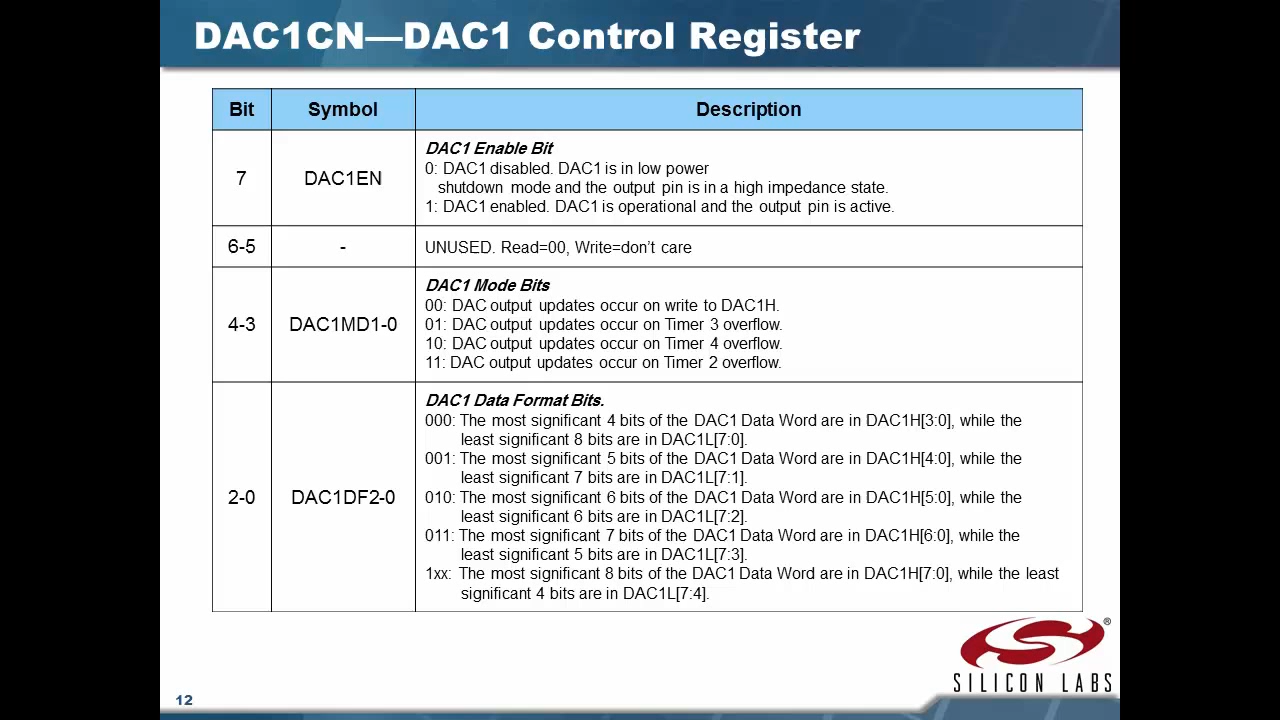 DAC1CN—DAC1 Control Register
Bit Symbol Description
7 DAC1EN
DAC1 Enable Bit
0: DAC1 disabled. DAC1 is in low power
shutdown mode and the output pin is in a high impedance state.
1: DAC1 enabled. DAC1 is operational and the output pin is active.
6-5 - UNUSED. Read=00, Write=don’t care
4-3 DAC1MD1-0
DAC1 Mode Bits
00: DAC output updates occur on write to DAC1H.
01: DAC output updates occur on Timer 3 overflow.
10: DAC output updates occur on Timer 4 overflow.
11: DAC output updates occur on Timer 2 overflow.
2-0 DAC1DF2-0
DAC1 Data Format Bits.
000: The most significant 4 bits of the DAC1 Data Word are in DAC1H[3:0], while the
least significant 8 bits are in DAC1L[7:0].
001: The most significant 5 bits of the DAC1 Data Word are in DAC1H[4:0], while the
least significant 7 bits are in DAC1L[7:1].
010: The most significant 6 bits of the DAC1 Data Word are in DAC1H[5:0], while the
least significant 6 bits are in DAC1L[7:2].
011: The most significant 7 bits of the DAC1 Data Word are in DAC1H[6:0], while the
least significant 5 bits are in DAC1L[7:3].
1xx: The most significant 8 bits of the DAC1 Data Word are in DAC1H[7:0], while the least
significant 4 bits are in DAC1L[7:4].
®
SILICON LABS
12